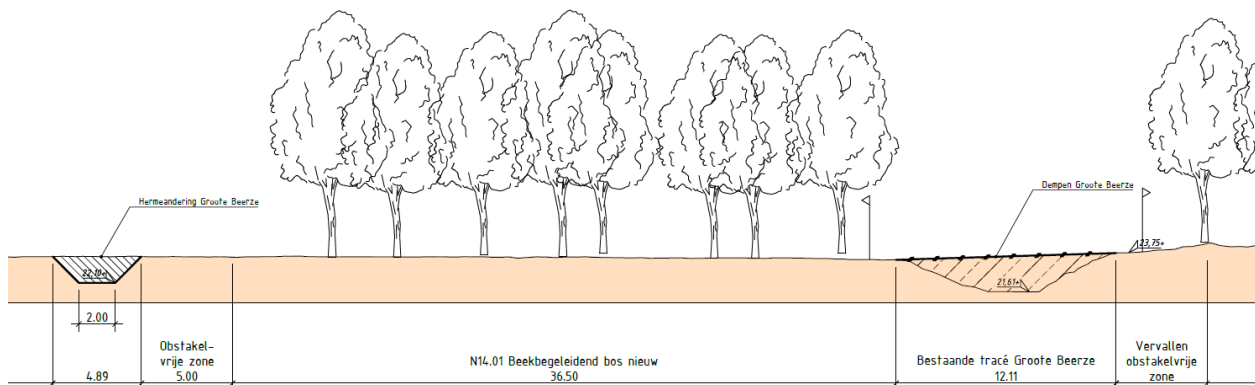 Hermeandering Groote Beerze
Dempen Groote Beerze
22,10+
21,61+
23,75+
2.00
4.89
Obstakel-
vrije zone
5.00
N14.01 Beekbegeleidend bos nieuw
36.50
Bestaande tracé Groote Beerze
12.11
Vervallen
obstakelvrije
zone